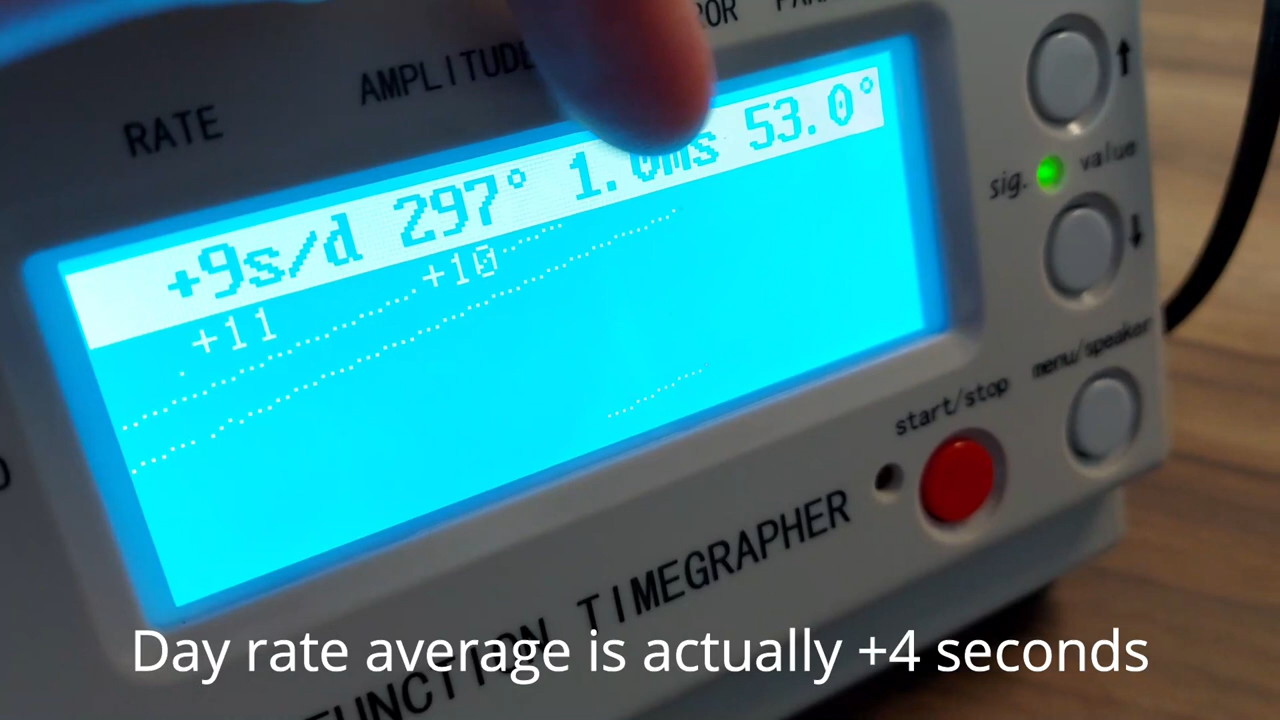 RATE AMPLITUDE
+9s/d 297° 1.0ms 53.0°
+11 +10
sig. value
start/stop menu/speaker
TIMEGRAPHER
Day rate average is actually +4 seconds